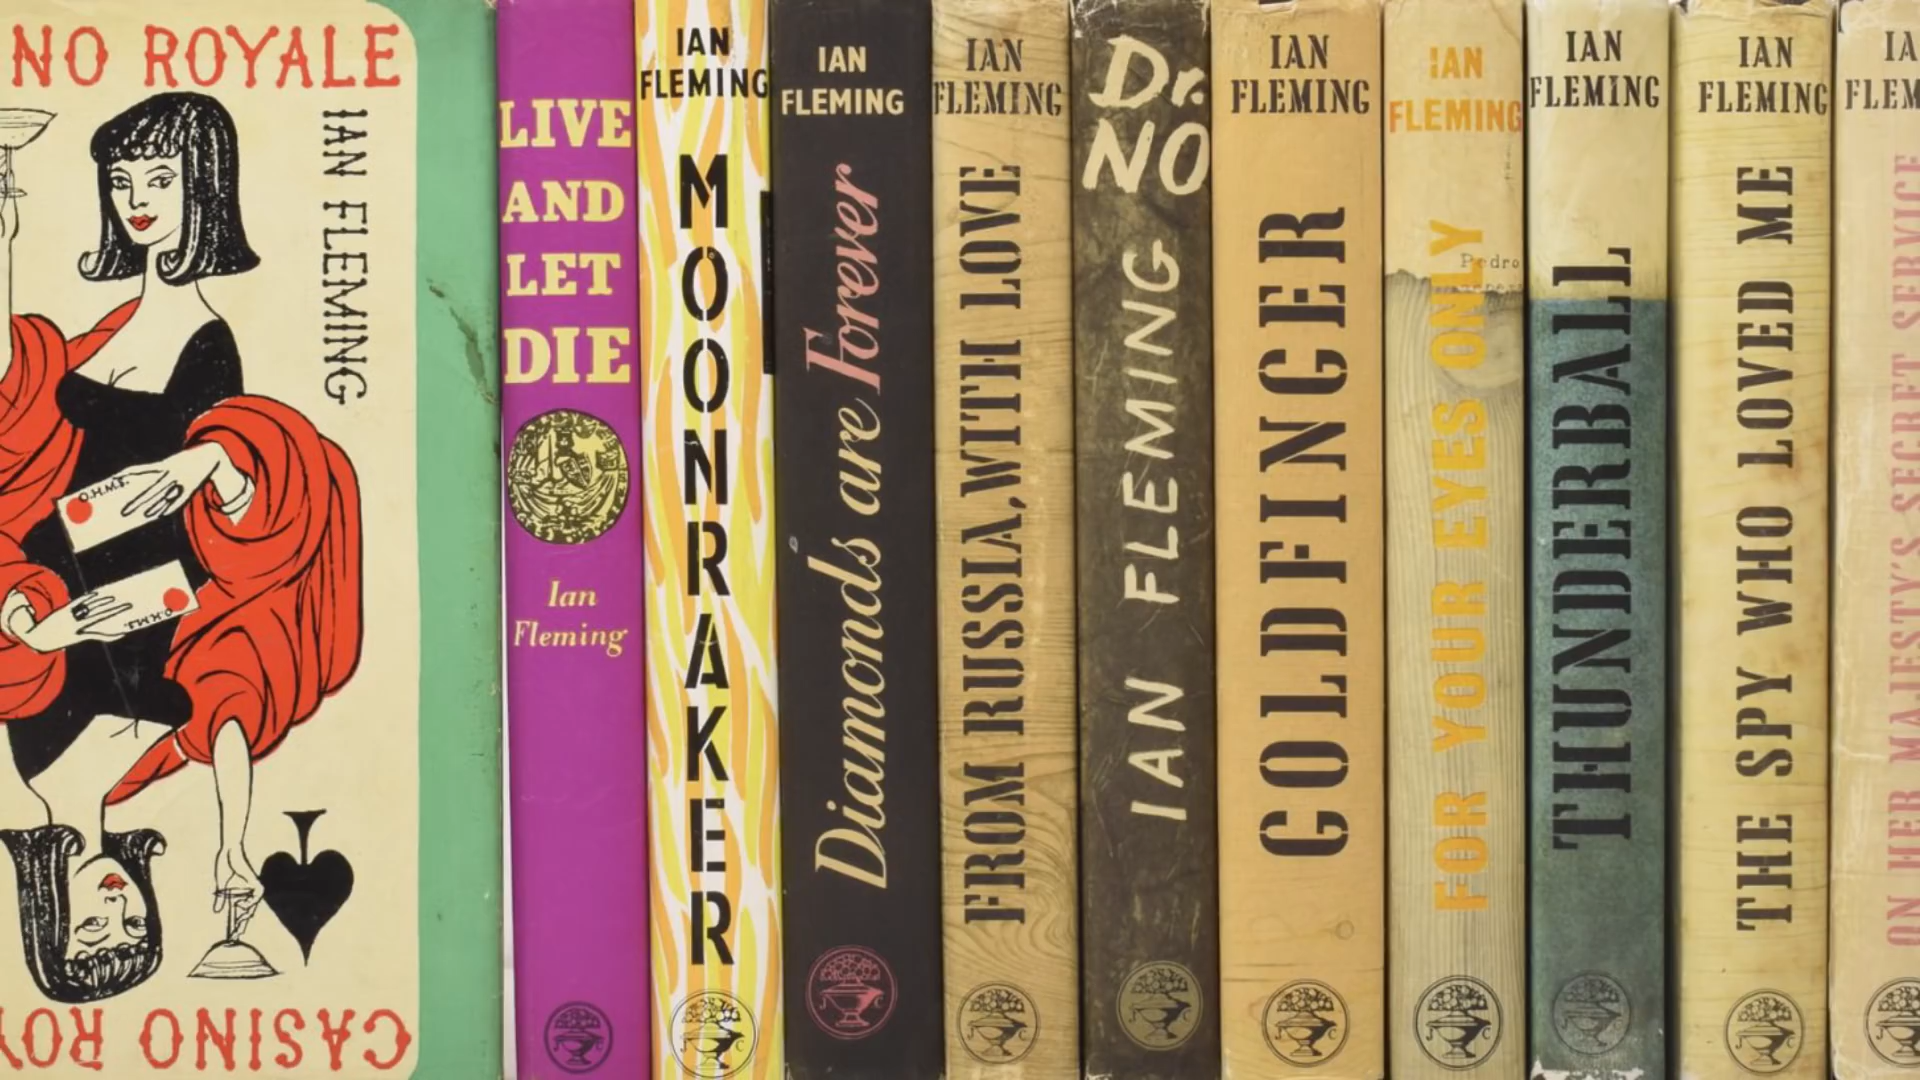 NO ROYALE
IAN FLEMING
O.H.M.S.
O.H.M.S.
CASINO ROY
LIVE
AND
LET
DIE
Ian
Fleming
IAN
FLEMING
MOONRAKER
IAN
FLEMING
Diamonds are Forever
IAN
FLEMING
FROM RUSSIA, WITH LOVE
Dr.
NO
IAN FLEMING
IAN
FLEMING
GOLDFINGER
IAN
FLEMING
FOR YOUR EYES ONLY
Pedro
IAN
FLEMING
THUNDERBALL
IAN
FLEMING
THE SPY WHO LOVED ME
IA
FLEM
ON HER MAJESTY'S SECRET SERVICE